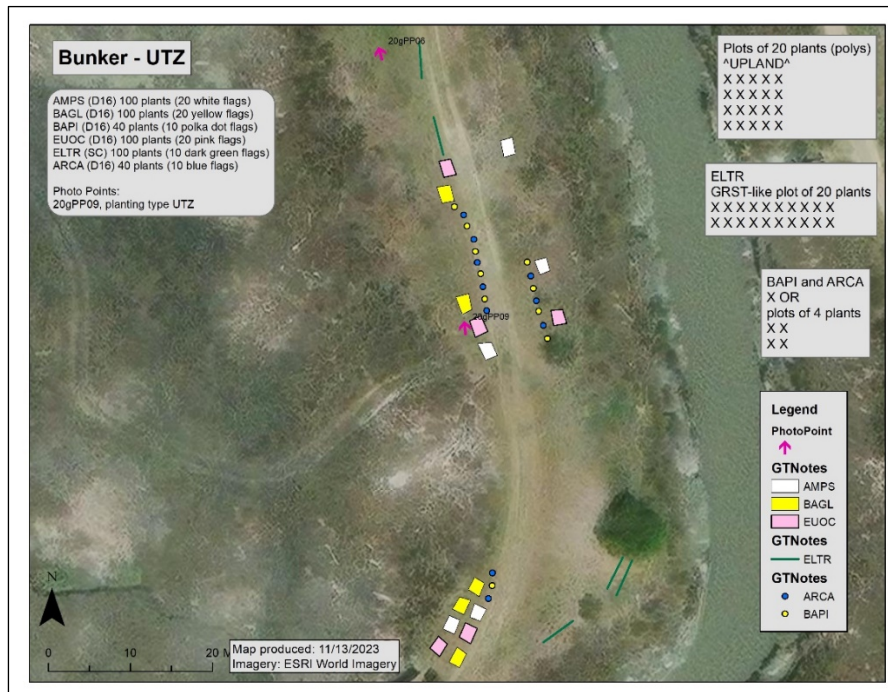 Bunker - UTZ
AMPS (D16) 100 plants (20 white flags)
BAGL (D16) 100 plants (20 yellow flags)
BAPI (D16) 40 plants (10 polka dot flags)
EUOC (D16) 100 plants (20 pink flags)
ELTR (SC) 100 plants (10 dark green flags)
ARCA (D16) 40 plants (10 blue flags)
Photo Points:
20gPP09, planting type UTZ
20gPP06
20gPP09
Plots of 20 plants (polys)
^UPLAND^
X X X X X
X X X X X
X X X X X
X X X X X
ELTR
GRST-like plot of 20 plants
X X X X X X X X X X
X X X X X X X X X X
BAPI and ARCA
X OR
plots of 4 plants
X X
X X
Legend
PhotoPoint
GTNotes
AMPS
BAGL
EUOC
GTNotes
ELTR
GTNotes
ARCA
BAPI
N
0 10 20
Map produced: 11/13/2023
Imagery: ESRI World Imagery